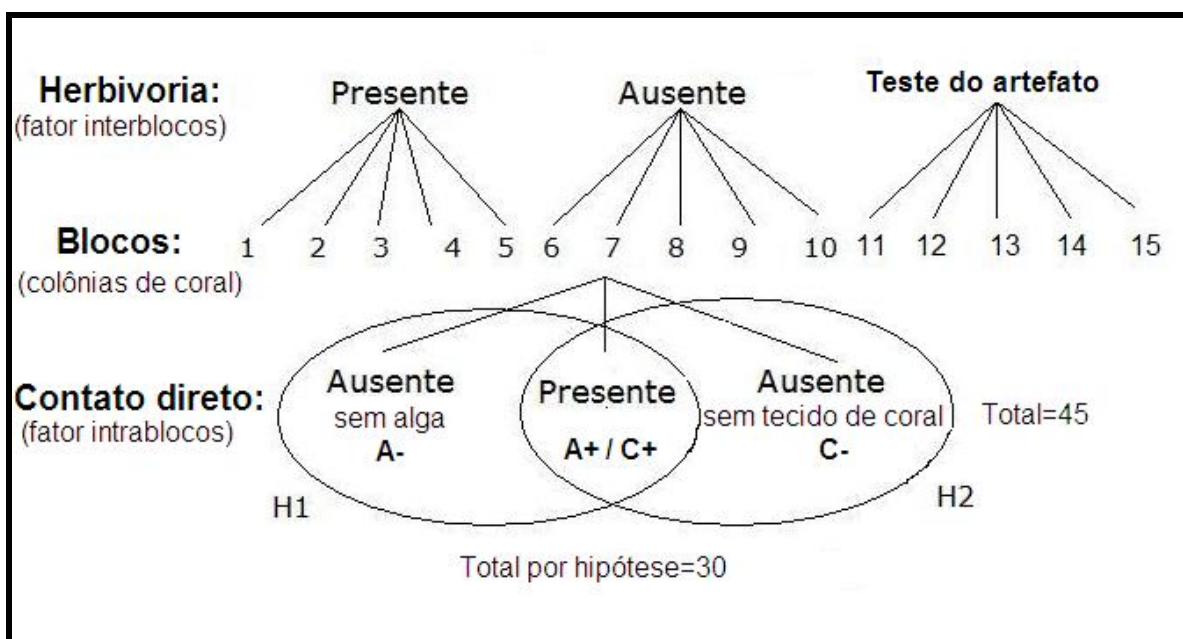 Herbivoria:
(fator interblocos)
Presente
Ausente
Teste do artefato
Blocos:
(colônias de coral)
1 2 3 4 5 6 7 8 9 10 11 12 13 14 15
Contato direto:
(fator intrablocos)
Ausente
sem alga
A-
Presente
A+ / C+
Ausente
sem tecido de coral
C-
Total=45
H1
H2
Total por hipótese=30